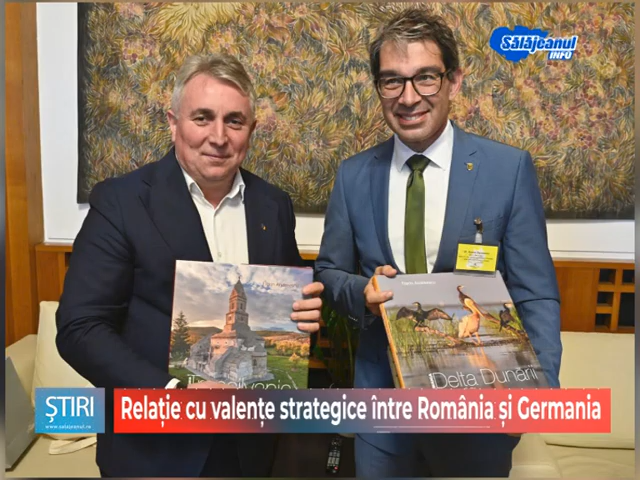 Sălăjeanul
INFO
Delta Dunării
ȘTIRI
www.salajeanul.ro
Relație cu valențe strategice între România și Germania